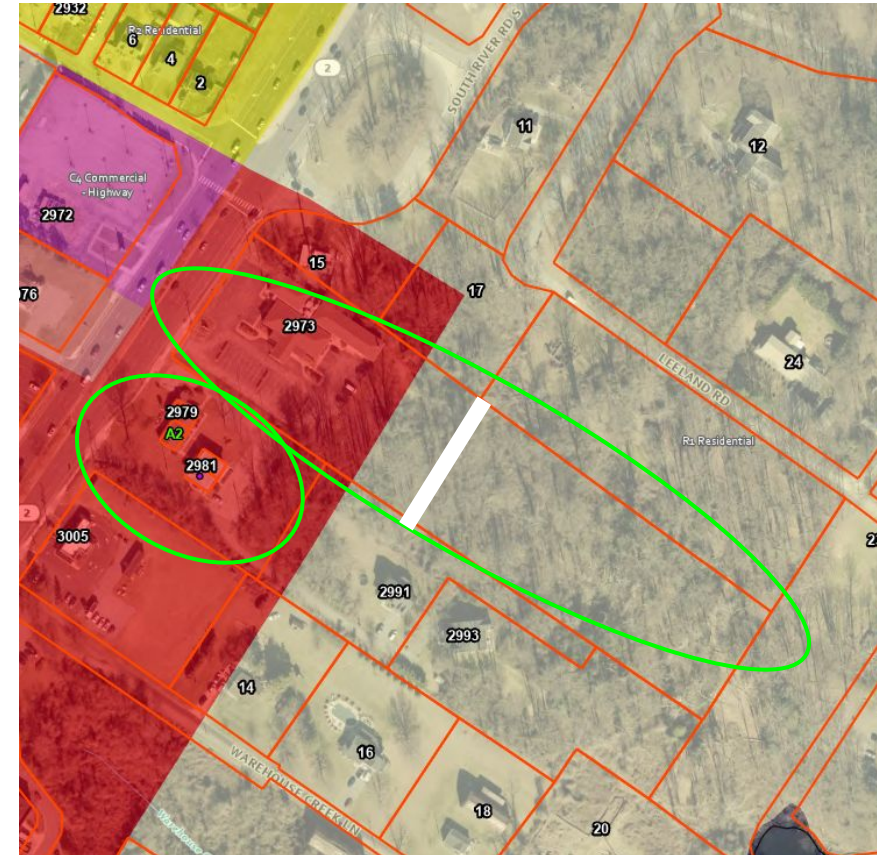 2932
R2 Residential
6
4
2
2
SOUTH RIVER RD S
11
12
C4 Commercial
- Highway
2972
15
17
76
2973
24
LEELAND RD
2979
A2
R1 Residential
2981
2
3005
2991
2993
14
16
WAREHOUSE CREEK LN
18
20